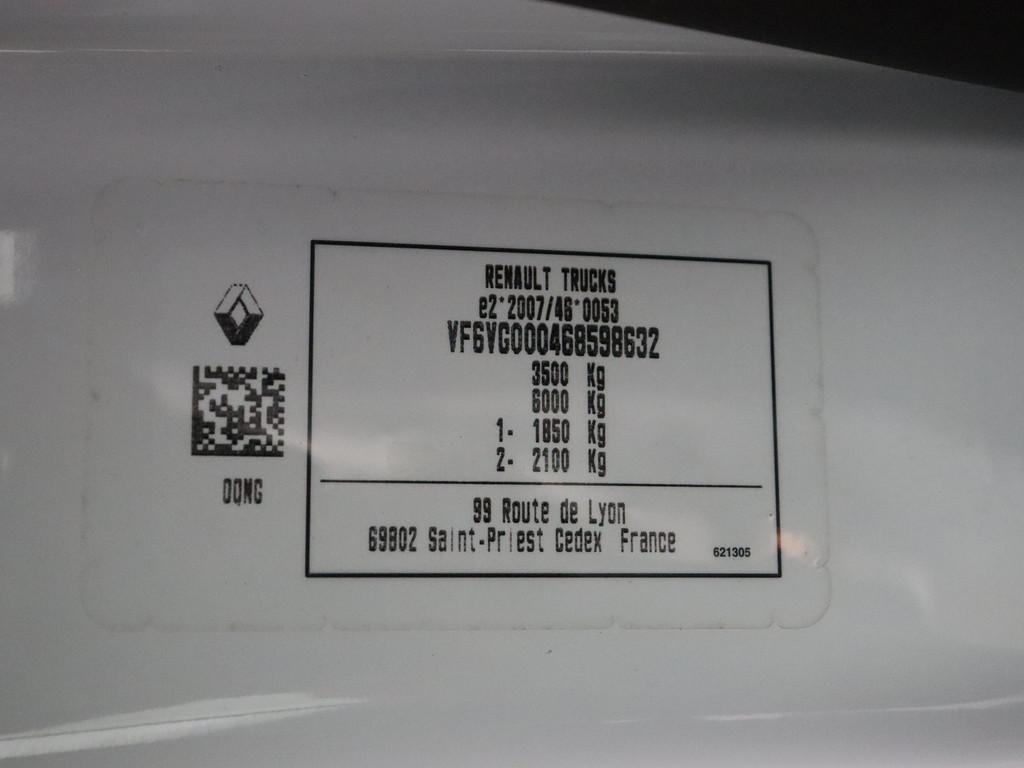 RENAULT TRUCKS
e2*2007/46*0053
VF6VG000468598632
3500 Kg
6000 Kg
1- 1850 Kg
2- 2100 Kg
99 Route de Lyon
69802 Saint-Priest Cedex France
621305